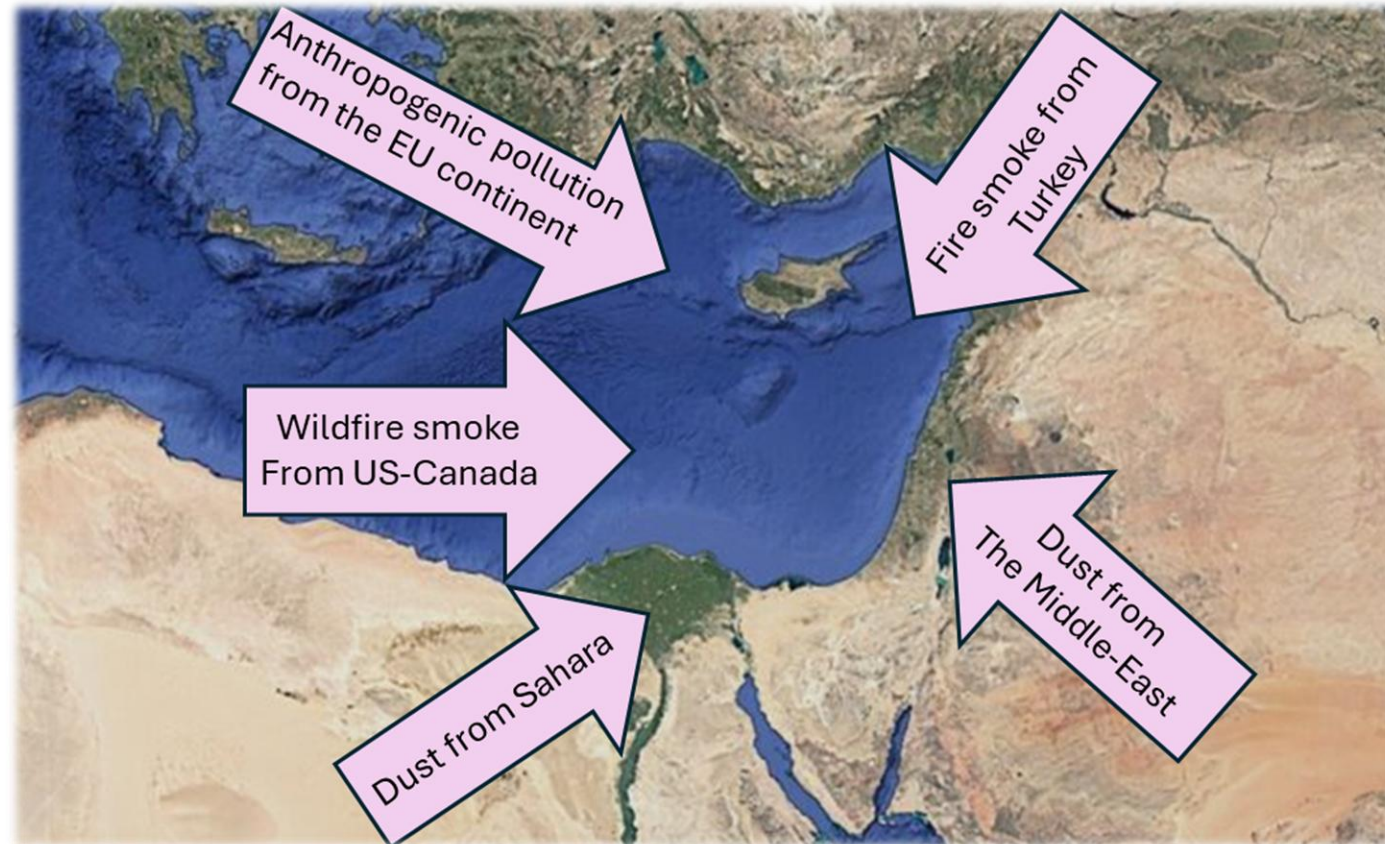 Anthropogenic pollution
from the EU continent
Fire smoke from
Turkey
Wildfire smoke
From US-Canada
Dust from
The Middle-East
Dust from Sahara